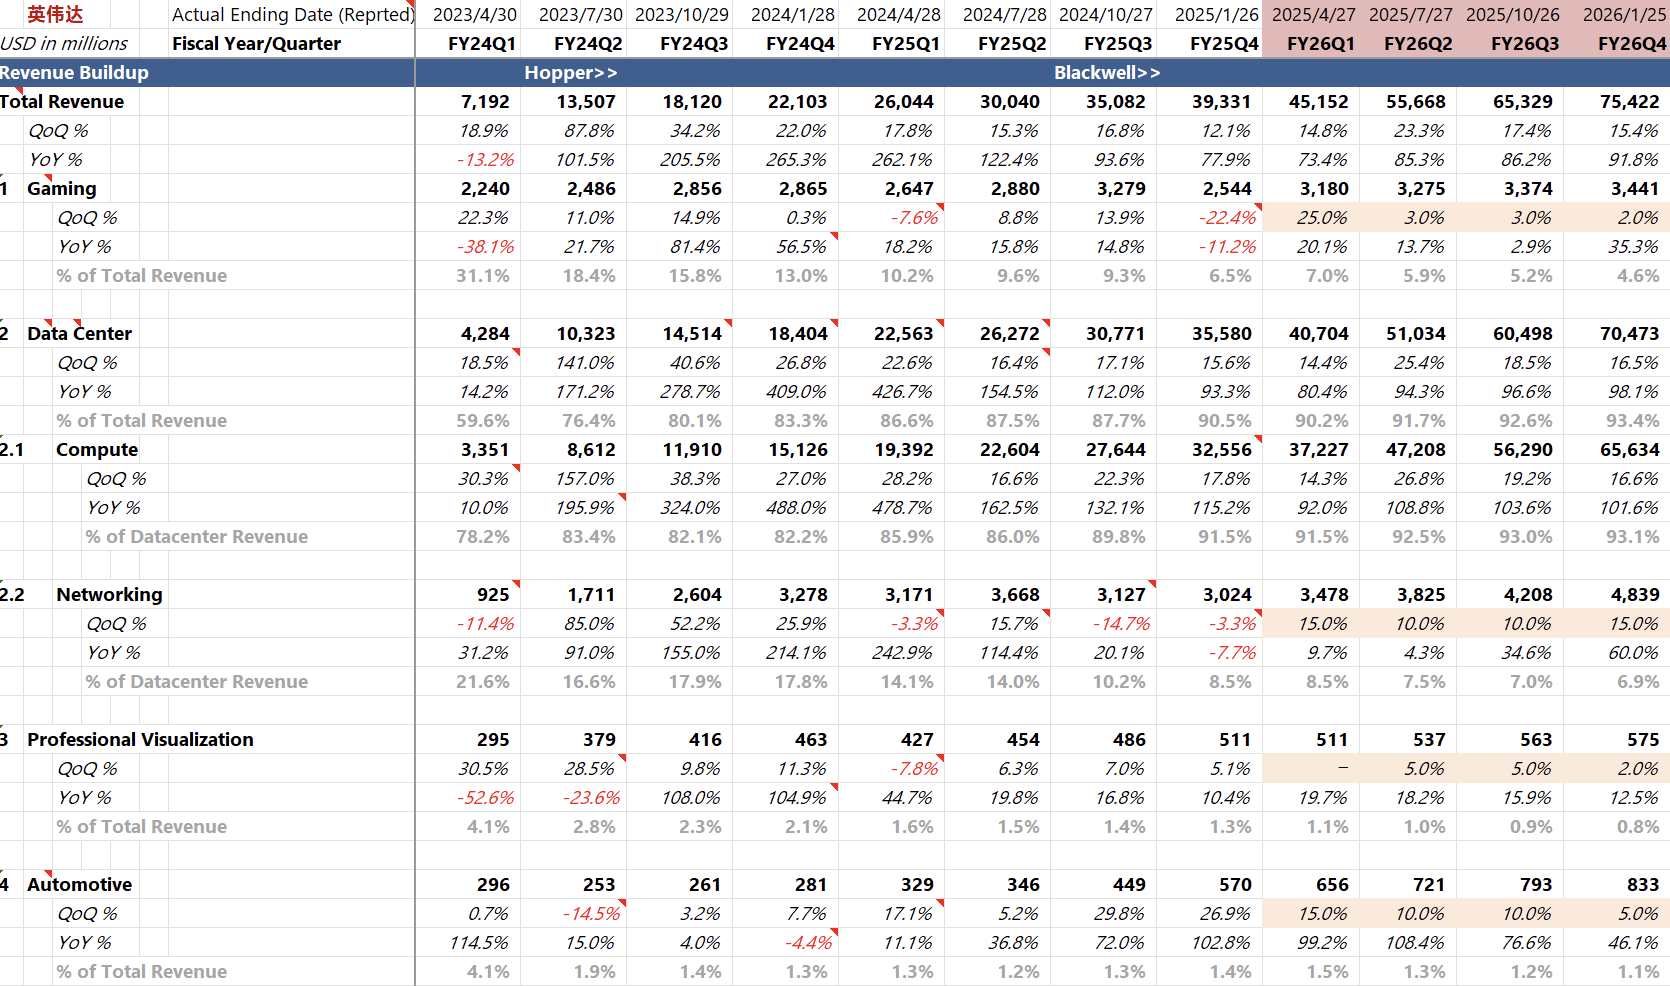 英伟达 Actual Ending Date (Reprted) 2023/4/30 2023/7/30 2023/10/29 2024/1/28 2024/4/28 2024/7/28 2024/10/27 2025/1/26 2025/4/27 2025/7/27 2025/10/26 2026/1/25
USD in millions Fiscal Year/Quarter FY24Q1 FY24Q2 FY24Q3 FY24Q4 FY25Q1 FY25Q2 FY25Q3 FY25Q4 FY26Q1 FY26Q2 FY26Q3 FY26Q4
Revenue Buildup Hopper>> Blackwell>>
Total Revenue 7,192 13,507 18,120 22,103 26,044 30,040 35,082 39,331 45,152 55,668 65,329 75,422
QoQ % 18.9% 87.8% 34.2% 22.0% 17.8% 15.3% 16.8% 12.1% 14.8% 23.3% 17.4% 15.4%
YoY % -13.2% 101.5% 205.5% 265.3% 262.1% 122.4% 93.6% 77.9% 73.4% 85.3% 86.2% 91.8%
1 Gaming 2,240 2,486 2,856 2,865 2,647 2,880 3,279 2,544 3,180 3,275 3,374 3,441
QoQ % 22.3% 11.0% 14.9% 0.3% -7.6% 8.8% 13.9% -22.4% 25.0% 3.0% 3.0% 2.0%
YoY % -38.1% 21.7% 81.4% 56.5% 18.2% 15.8% 14.8% -11.2% 20.1% 13.7% 2.9% 35.3%
% of Total Revenue 31.1% 18.4% 15.8% 13.0% 10.2% 9.6% 9.3% 6.5% 7.0% 5.9% 5.2% 4.6%
2 Data Center 4,284 10,323 14,514 18,404 22,563 26,272 30,771 35,580 40,704 51,034 60,498 70,473
QoQ % 18.5% 141.0% 40.6% 26.8% 22.6% 16.4% 17.1% 15.6% 14.4% 25.4% 18.5% 16.5%
YoY % 14.2% 171.2% 278.7% 409.0% 426.7% 154.5% 112.0% 93.3% 80.4% 94.3% 96.6% 98.1%
% of Total Revenue 59.6% 76.4% 80.1% 83.3% 86.6% 87.5% 87.7% 90.5% 90.2% 91.7% 92.6% 93.4%
2.1 Compute 3,351 8,612 11,910 15,126 19,392 22,604 27,644 32,556 37,227 47,208 56,290 65,634
QoQ % 30.3% 157.0% 38.3% 27.0% 28.2% 16.6% 22.3% 17.8% 14.3% 26.8% 19.2% 16.6%
YoY % 10.0% 195.9% 324.0% 488.0% 478.7% 162.5% 132.1% 115.2% 92.0% 108.8% 103.6% 101.6%
% of Datacenter Revenue 78.2% 83.4% 82.1% 82.2% 85.9% 86.0% 89.8% 91.5% 91.5% 92.5% 93.0% 93.1%
2.2 Networking 925 1,711 2,604 3,278 3,171 3,668 3,127 3,024 3,478 3,825 4,208 4,839
QoQ % -11.4% 85.0% 52.2% 25.9% -3.3% 15.7% -14.7% -3.3% 15.0% 10.0% 10.0% 15.0%
YoY % 31.2% 91.0% 155.0% 214.1% 242.9% 114.4% 20.1% -7.7% 9.7% 4.3% 34.6% 60.0%
% of Datacenter Revenue 21.6% 16.6% 17.9% 17.8% 14.1% 14.0% 10.2% 8.5% 8.5% 7.5% 7.0% 6.9%
3 Professional Visualization 295 379 416 463 427 454 486 511 511 537 563 575
QoQ % 30.5% 28.5% 9.8% 11.3% -7.8% 6.3% 7.0% 5.1% – 5.0% 5.0% 2.0%
YoY % -52.6% -23.6% 108.0% 104.9% 44.7% 19.8% 16.8% 10.4% 19.7% 18.2% 15.9% 12.5%
% of Total Revenue 4.1% 2.8% 2.3% 2.1% 1.6% 1.5% 1.4% 1.3% 1.1% 1.0% 0.9% 0.8%
4 Automotive 296 253 261 281 329 346 449 570 656 721 793 833
QoQ % 0.7% -14.5% 3.2% 7.7% 17.1% 5.2% 29.8% 26.9% 15.0% 10.0% 10.0% 5.0%
YoY % 114.5% 15.0% 4.0% -4.4% 11.1% 36.8% 72.0% 102.8% 99.2% 108.4% 76.6% 46.1%
% of Total Revenue 4.1% 1.9% 1.4% 1.3% 1.3% 1.2% 1.3% 1.4% 1.5% 1.3% 1.2% 1.1%